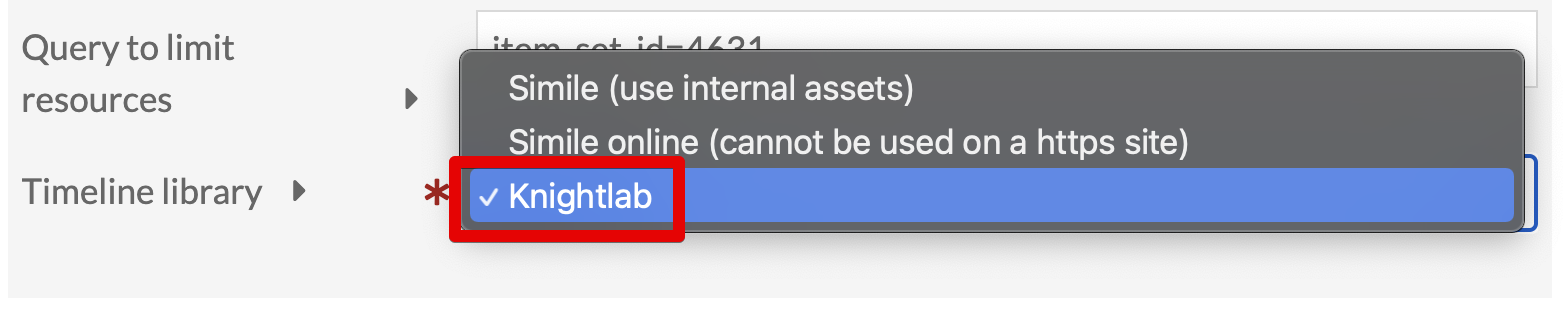 Query to limit
resources
item_set_id=4631
Simile (use internal assets)
Simile online (cannot be used on a https site)
Timeline library
*
✓ Knightlab